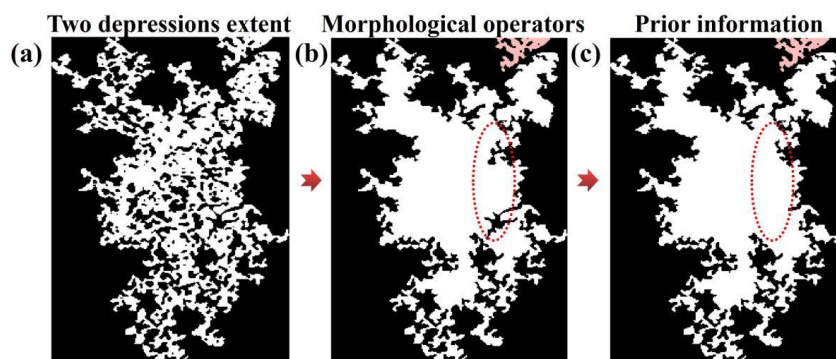 Two depressions extent
Morphological operators
Prior information
(a)
(b)
(c)